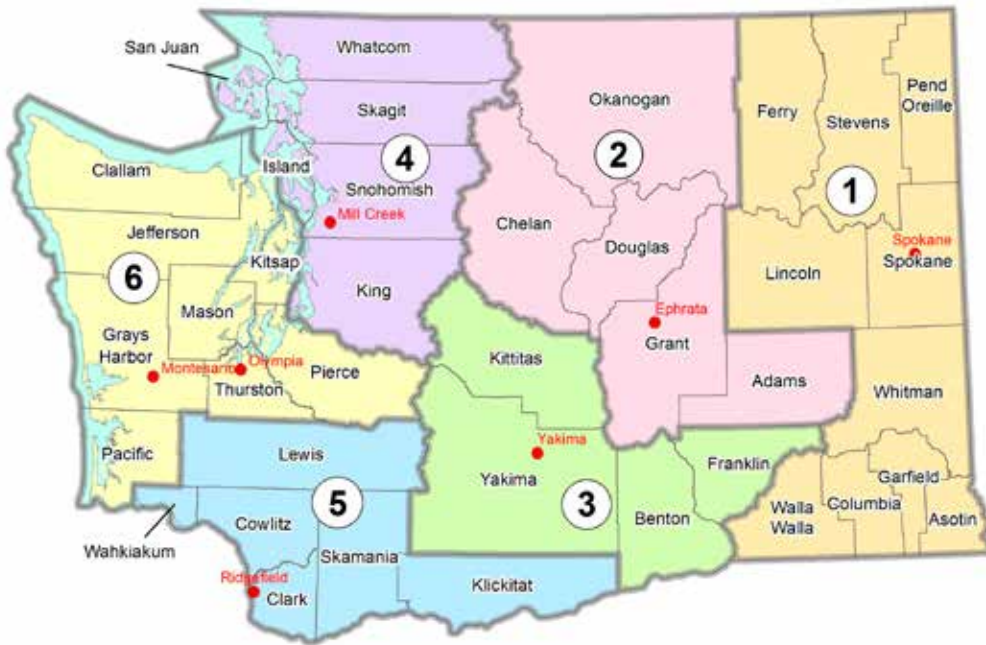 San Juan
Whatcom
Skagit
Island
4
Snohomish
Mill Creek
King
Okanogan
2
Chelan
Douglas
Ephrata
Grant
Adams
Ferry
Stevens
Pend
Oreille
1
Spokane
Spokane
Lincoln
Whitman
Garfield
Columbia
Walla
Walla
Asotin
Clallam
Jefferson
6
Kitsap
Mason
Grays
Harbor
Montesano
Olympia
Thurston
Pierce
Pacific
Kittitas
Yakima
Yakima
3
Franklin
Benton
Lewis
5
Cowlitz
Wahkiakum
Skamania
Ridgefield
Clark
Klickitat